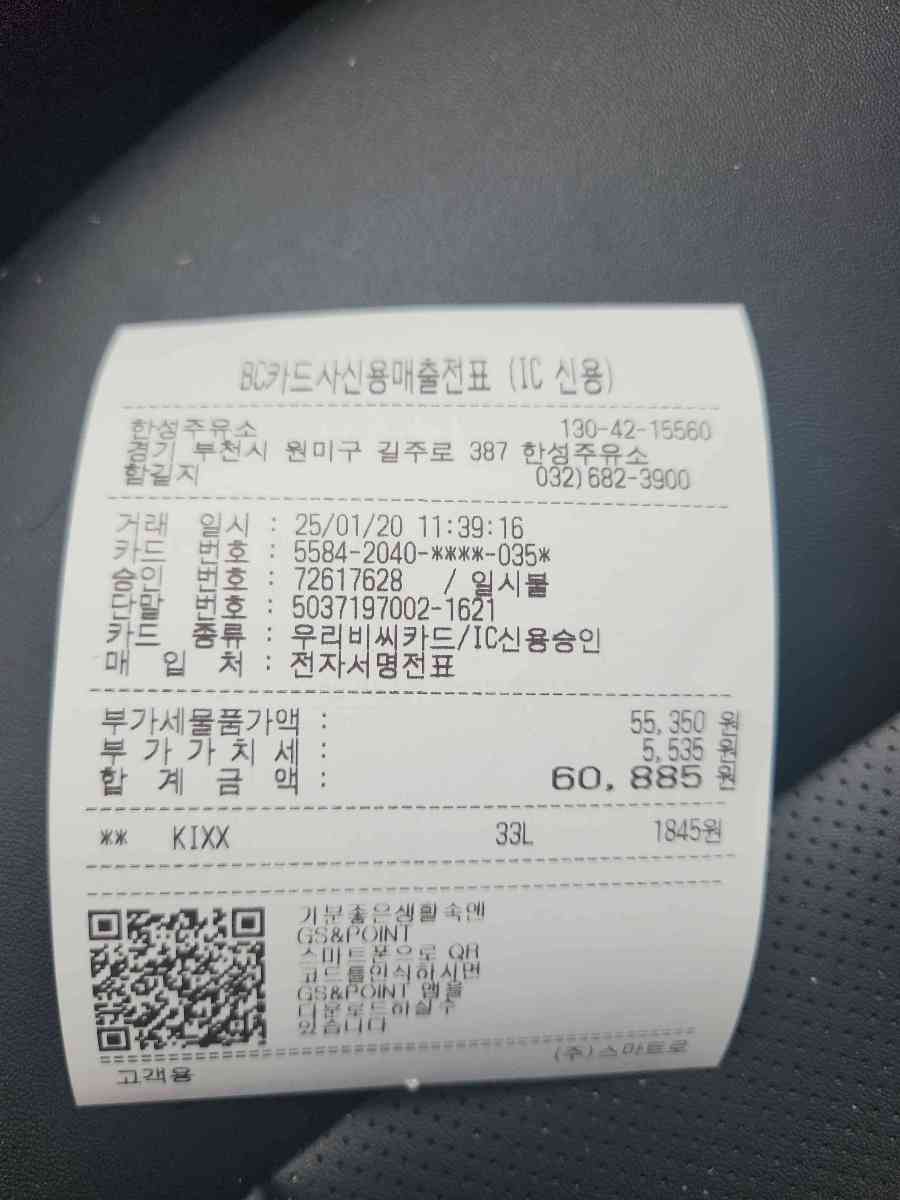 BC카드사신용매출전표 (IC 신용)
한성주유소 130-42-15560
경기 부천시 원미구 길주로 387 한성주유소
함길지 032)682-3900
거래 일시 : 25/01/20 11:39:16
카드 번호 : 5584-2040-****-035*
승인 번호 : 72617628 / 일시불
단말 번호 : 5037197002-1621
카드 종류 : 우리비씨카드/IC신용승인
매 입 처 : 전자서명전표
부가세물품가액 : 55,350 원
부 가 가 치 세 : 5,535 원
합 계 금 액 : 60,885 원
** KIXX 33L 1845원
기분좋은생활속엔
GS&POINT
스마트폰으로 QR
코드를인식하시면
GS&POINT 앱을
다운로드하실수
있습니다
(주)스마트로
고객용